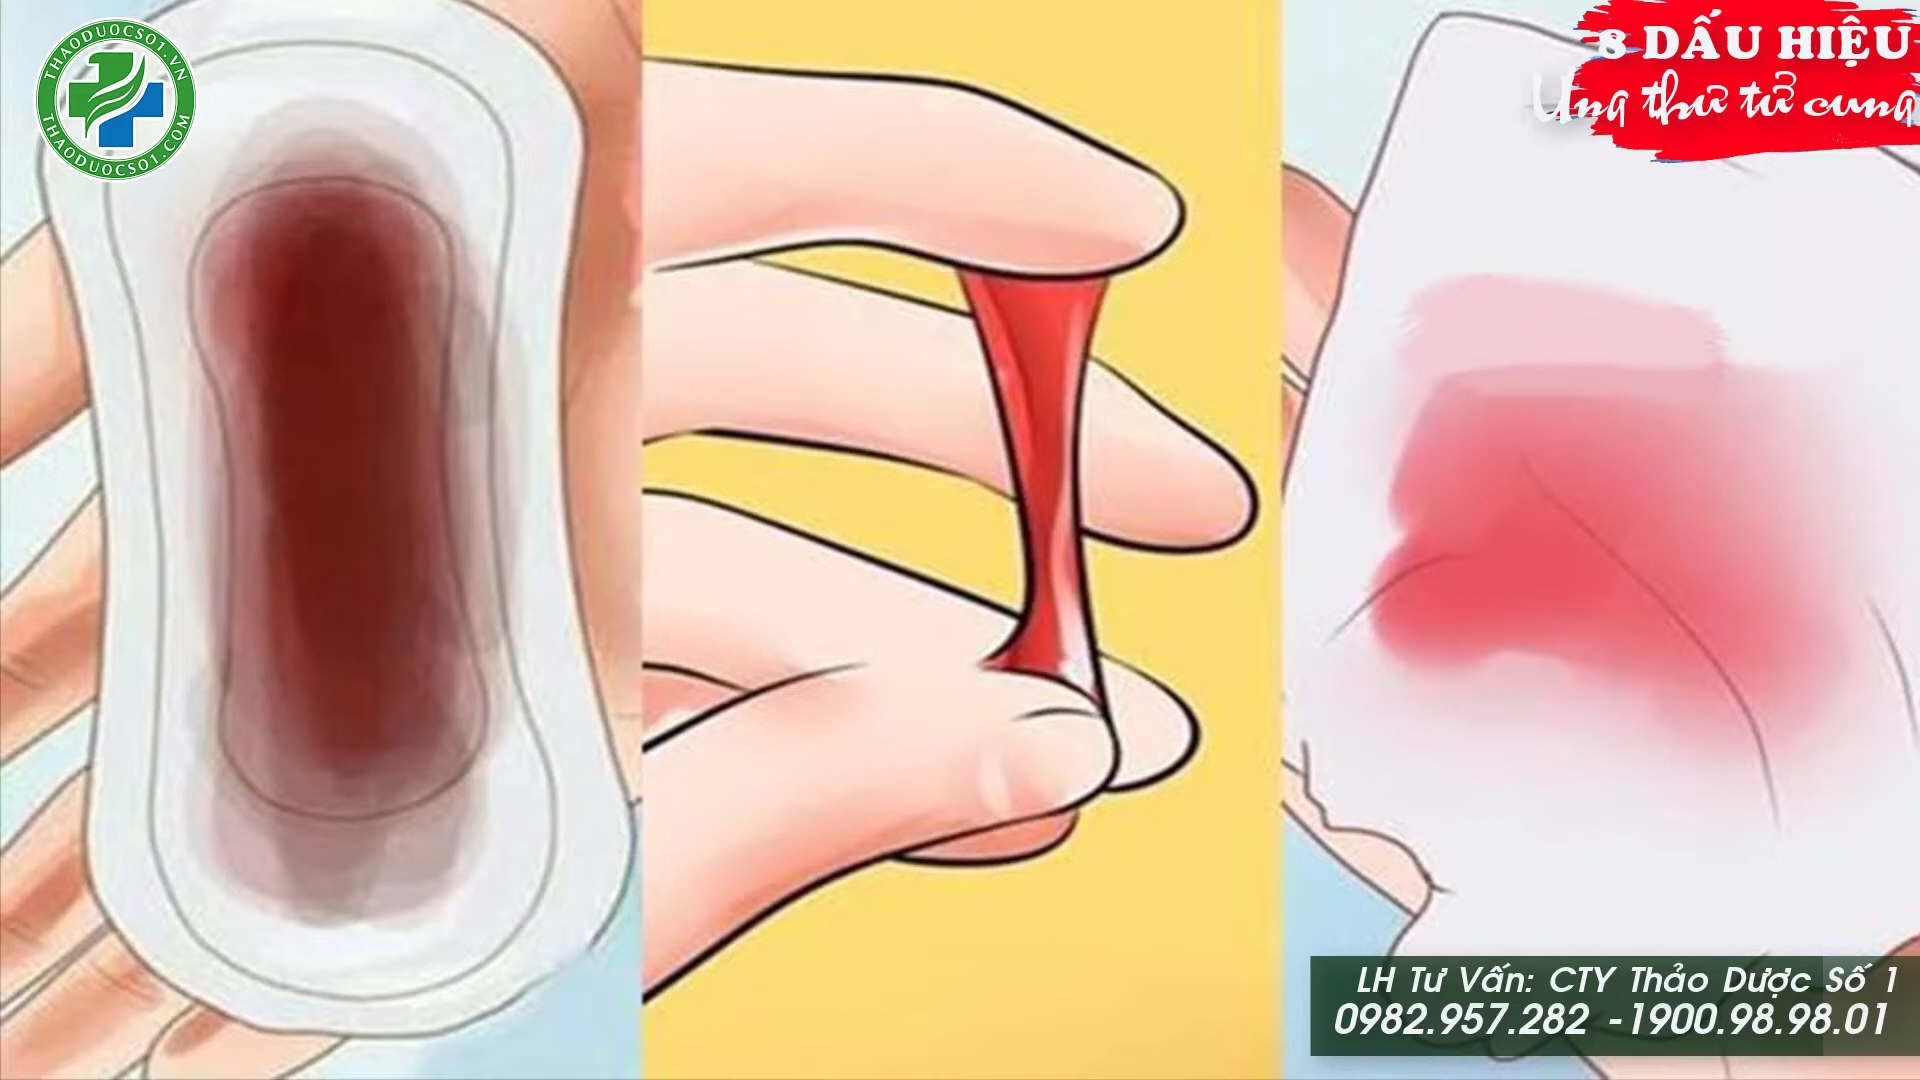 THAODUOCSO1.VN
THAODUOCSO1.COM
8 DẤU HIỆU
Ung thư tử cung
LH Tư Vấn: CTY Thảo Dược Số 1
0982.957.282 -1900.98.98.01